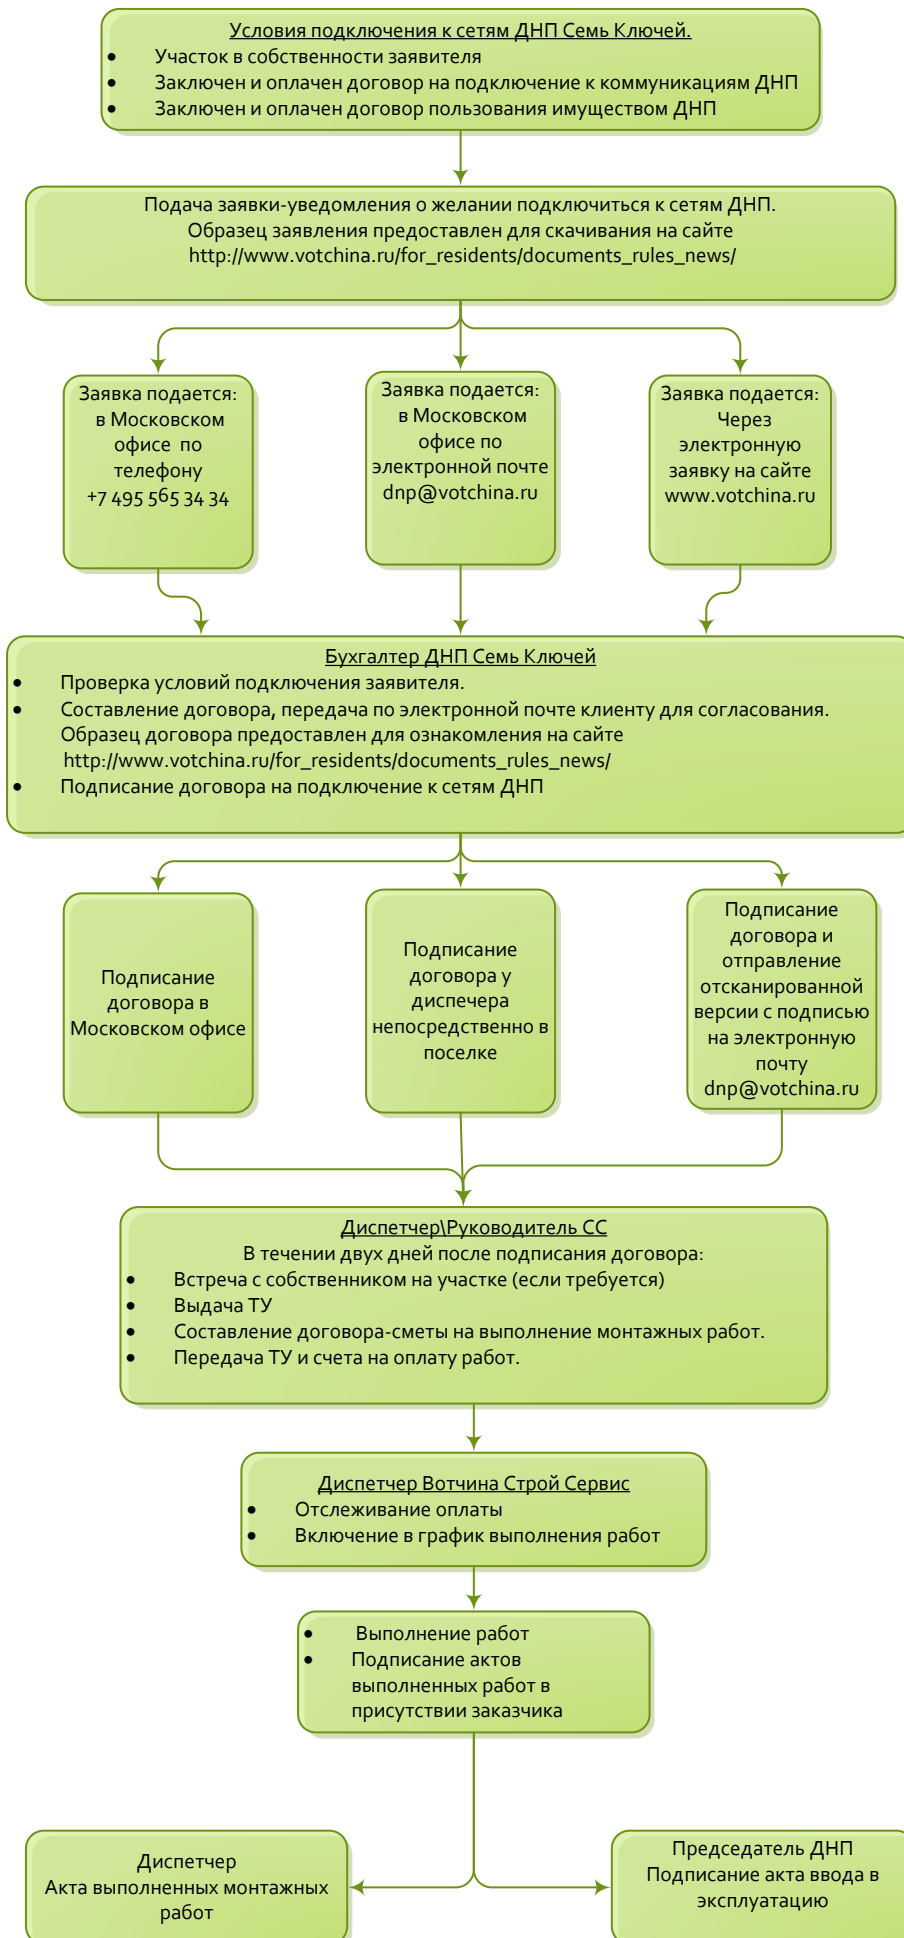 Условия подключения к сетям ДНП Семь Ключей.
• Участок в собственности заявителя
• Заключен и оплачен договор на подключение к коммуникациям ДНП
• Заключен и оплачен договор пользования имуществом ДНП
Подача заявки-уведомления о желании подключиться к сетям ДНП.
Образец заявления предоставлен для скачивания на сайте
http://www.votchina.ru/for_residents/documents_rules_news/
Заявка подается:
в Московском
офисе по
телефону
+7 495 565 34 34
Заявка подается:
в Московском
офисе по
электронной почте
dnp@votchina.ru
Заявка подается:
Через
электронную
заявку на сайте
www.votchina.ru
Бухгалтер ДНП Семь Ключей
• Проверка условий подключения заявителя.
• Составление договора, передача по электронной почте клиенту для согласования.
Образец договора предоставлен для ознакомления на сайте
http://www.votchina.ru/for_residents/documents_rules_news/
• Подписание договора на подключение к сетям ДНП
Подписание
договора в
Московском офисе
Подписание
договора у
диспечера
непосредственно в
поселке
Подписание
договора и
отправление
отсканированной
версии с подписью
на электронную
почту
dnp@votchina.ru
Диспетчер\Руководитель СС
В течении двух дней после подписания договора:
• Встреча с собственником на участке (если требуется)
• Выдача ТУ
• Составление договора-сметы на выполнение монтажных работ.
• Передача ТУ и счета на оплату работ.
Диспетчер Вотчина Строй Сервис
• Отслеживание оплаты
• Включение в график выполнения работ
• Выполнение работ
• Подписание актов
выполненных работ в
присутствии заказчика
Диспетчер
Акта выполненных монтажных
работ
Председатель ДНП
Подписание акта ввода в
эксплуатацию